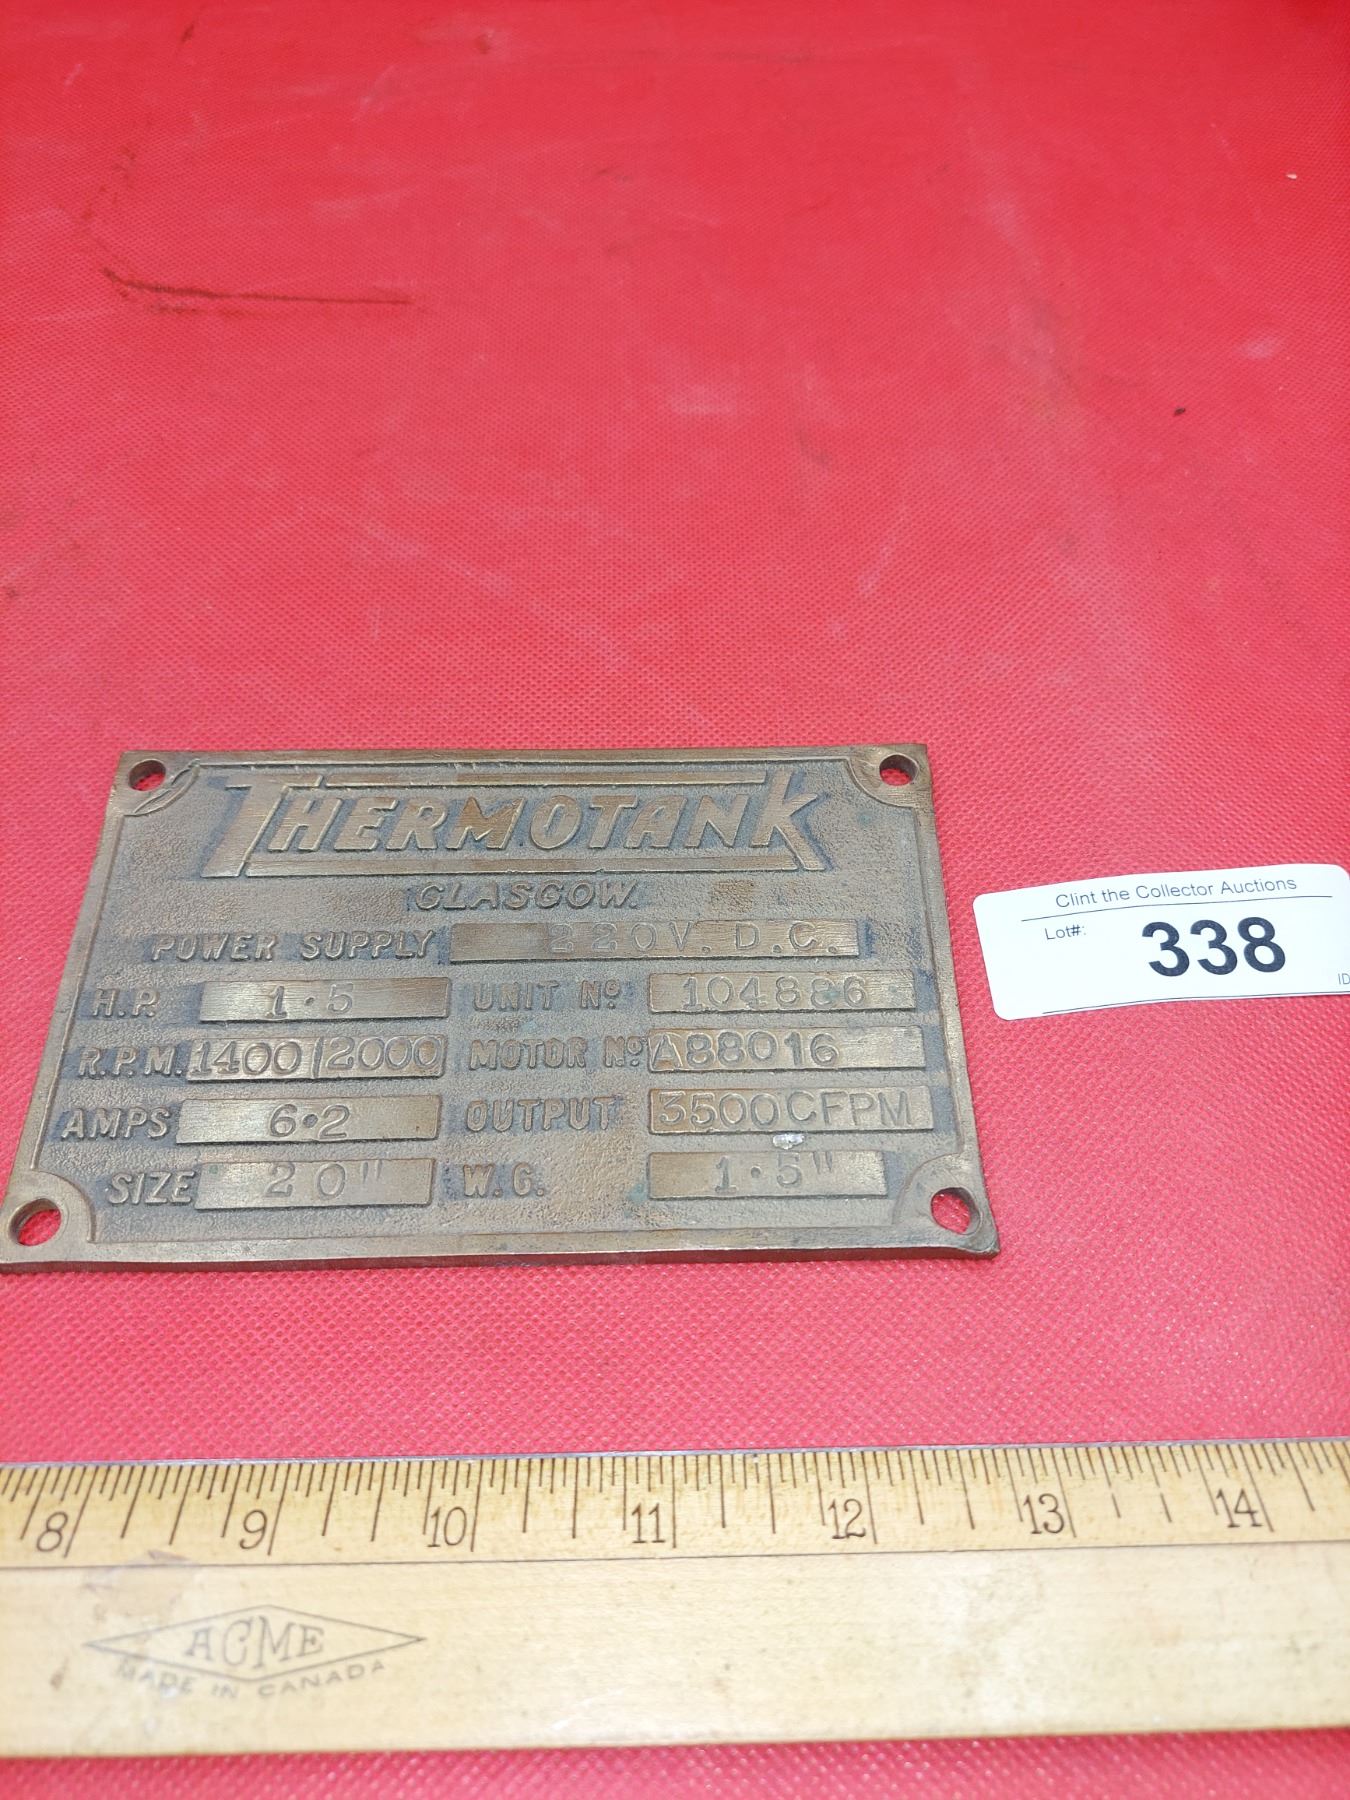 THERMOTANK
GLASGOW.
POWER SUPPLY 220V. D.C.
H.P. 1.5 UNIT No 104886
R.P.M. 1400/2000 MOTOR No A88016
AMPS 6.2 OUTPUT 3500CFPM
SIZE 20" W.G. 1.5"
Clint the Collector Auctions
Lot#: 338
ID
8 9 10 11 12 13 14
ACME
MADE IN CANADA